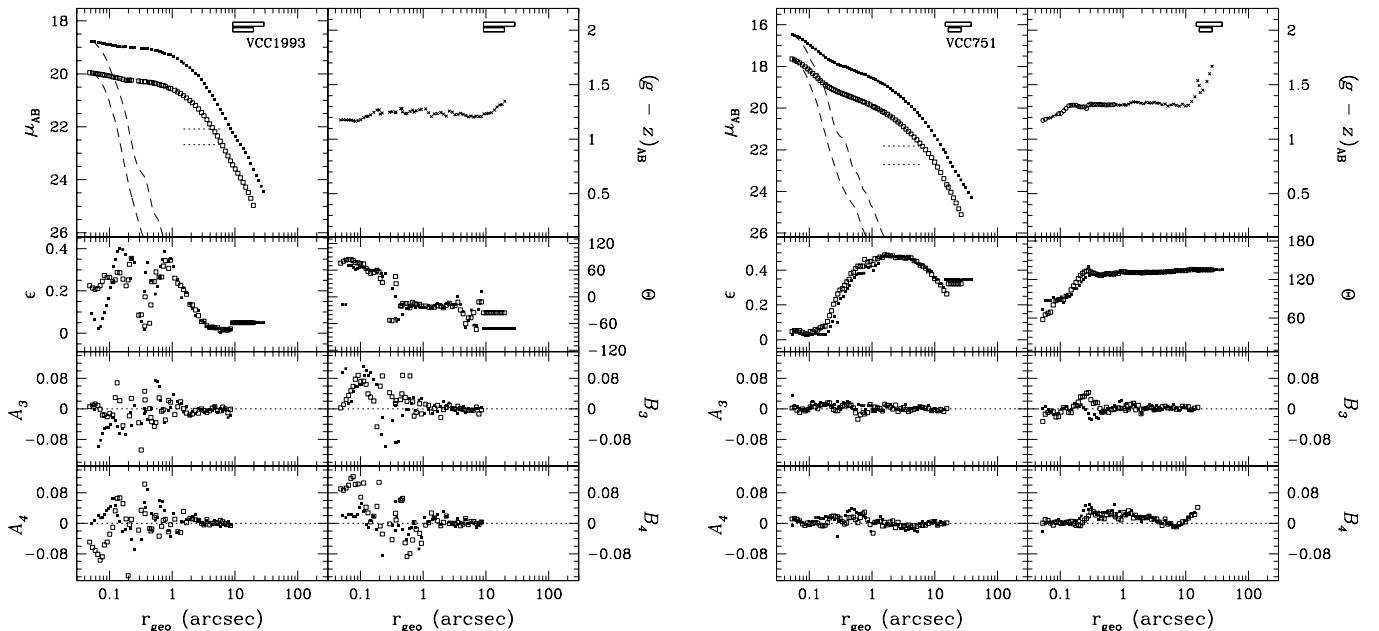 VCC1993
18
20
22
24
26
μAB
2
1.5
1
0.5
(g − z)AB
0.4
0.2
0
ε
120
60
0
−60
−120
Θ
0.08
0
−0.08
A3
0.08
0
−0.08
B3
0.08
0
−0.08
A4
0.08
0
−0.08
B4
0.1 1 10 100
0.1 1 10 100
rgeo (arcsec)
rgeo (arcsec)
VCC751
16
18
20
22
24
26
μAB
2
1.5
1
0.5
(g − z)AB
0.4
0.2
0
ε
180
120
60
Θ
0.08
0
−0.08
A3
0.08
0
−0.08
B3
0.08
0
−0.08
A4
0.08
0
−0.08
B4
0.1 1 10 100
0.1 1 10 100
rgeo (arcsec)
rgeo (arcsec)